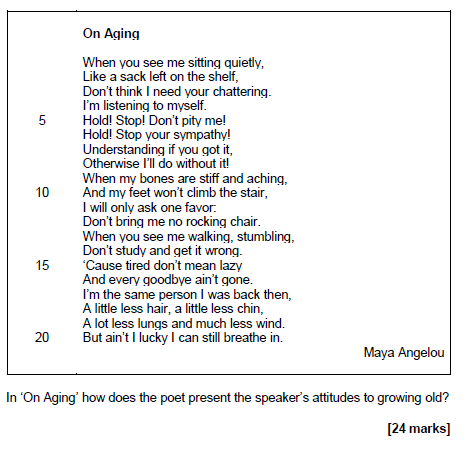 On Aging
When you see me sitting quietly,
Like a sack left on the shelf,
Don't think I need your chattering.
I'm listening to myself.
5 Hold! Stop! Don't pity me!
Hold! Stop your sympathy!
Understanding if you got it,
Otherwise I'll do without it!
When my bones are stiff and aching,
10 And my feet won't climb the stair,
I will only ask one favor:
Don't bring me no rocking chair.
When you see me walking, stumbling,
Don't study and get it wrong.
15 'Cause tired don't mean lazy
And every goodbye ain't gone.
I'm the same person I was back then,
A little less hair, a little less chin,
A lot less lungs and much less wind.
20 But ain't I lucky I can still breathe in.
Maya Angelou
In 'On Aging' how does the poet present the speaker's attitudes to growing old?
[24 marks]